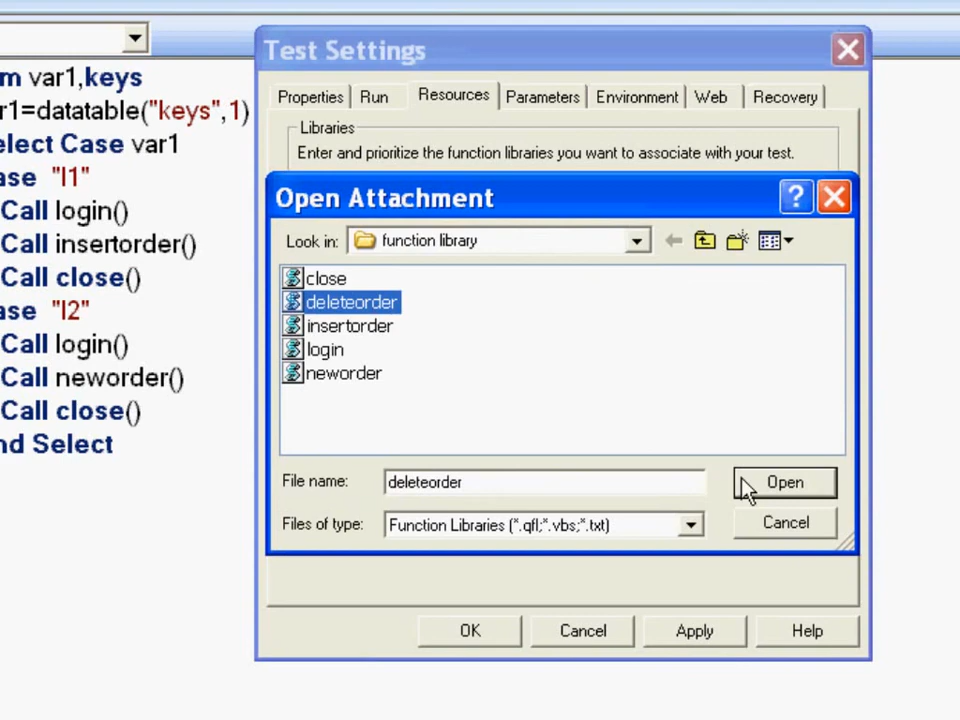 Test Settings
Properties Run Resources Parameters Environment Web Recovery
Libraries
Enter and prioritize the function libraries you want to associate with your test.
Open Attachment
?
Look in: function library
close
deleteorder
insertorder
login
neworder
File name: deleteorder Open
Files of type: Function Libraries (*.qfl;*.vbs;*.txt) Cancel
OK Cancel Apply Help
m var1,keys
r1=datatable("keys",1)
elect Case var1
ase "l1"
Call login()
Call insertorder()
Call close()
ase "l2"
Call login()
Call neworder()
Call close()
nd Select